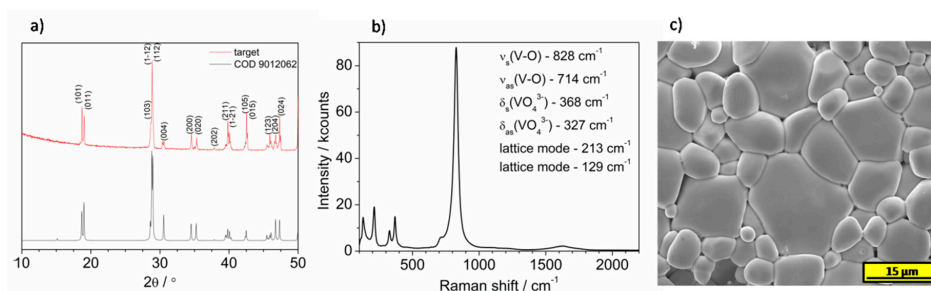 a)
target
COD 9012062
(101)
(011)
(103)
(1-12)
(112)
(004)
(200)
(020)
(202)
(211)
(1-21)
(105)
(015)
(123)
(204)
(024)
10 20 30 40 50
2θ / °
b)
Intensity / kcounts
80
60
40
20
0
500 1000 1500 2000
Raman shift / cm⁻¹
νs(V-O) - 828 cm⁻¹
νas(V-O) - 714 cm⁻¹
δs(VO₄³⁻) - 368 cm⁻¹
δas(VO₄³⁻) - 327 cm⁻¹
lattice mode - 213 cm⁻¹
lattice mode - 129 cm⁻¹
c)
15 µm